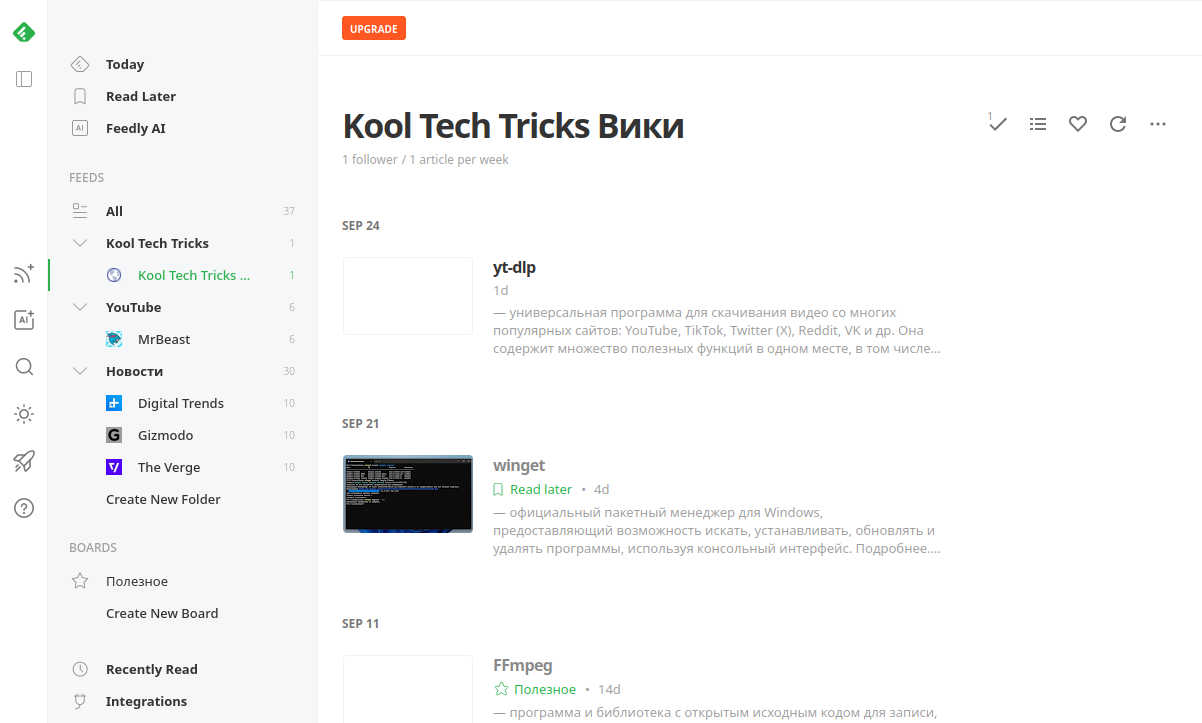 UPGRADE
Today
Read Later
AI Feedly AI
FEEDS
All 37
Kool Tech Tricks 1
Kool Tech Tricks ... 1
YouTube 6
MrBeast 6
Новости 30
Digital Trends 10
G Gizmodo 10
The Verge 10
Create New Folder
BOARDS
Полезное
Create New Board
Recently Read
Integrations
AI
Kool Tech Tricks Вики
1
1 follower / 1 article per week
SEP 24
yt-dlp
1d
— универсальная программа для скачивания видео со многих
популярных сайтов: YouTube, TikTok, Twitter (X), Reddit, VK и др. Она
содержит множество полезных функций в одном месте, в том числе...
SEP 21
winget
Read later • 4d
— официальный пакетный менеджер для Windows,
предоставляющий возможность искать, устанавливать, обновлять и
удалять программы, используя консольный интерфейс. Подробнее....
SEP 11
FFmpeg
Полезное • 14d
— программа и библиотека с открытым исходным кодом для записи,